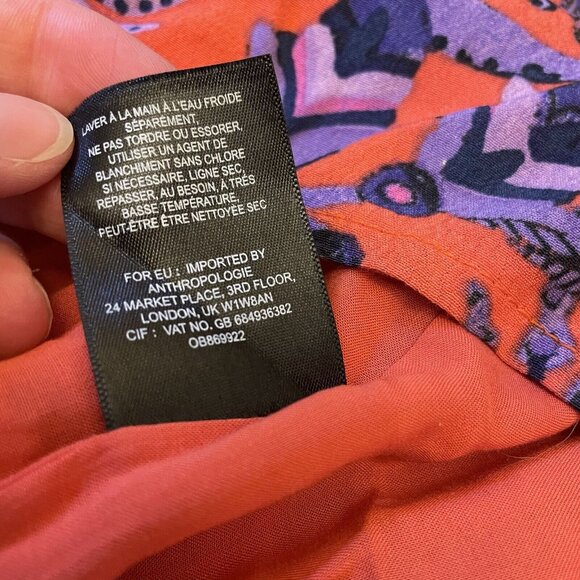 LAVER À LA MAIN À L'EAU FROIDE
SÉPARÉMENT,
NE PAS TORDRE OU ESSORER,
UTILISER UN AGENT DE
BLANCHIMENT SANS CHLORE
SI NÉCESSAIRE, LIGNE SEC,
REPASSER, AU BESOIN, À TRÉS
BASSE TEMPÉRATURE,
PEUT-ÊTRE ÊTRE NETTOYÉE SEC
FOR EU : IMPORTED BY
ANTHROPOLOGIE
24 MARKET PLACE, 3RD FLOOR,
LONDON, UK W1W8AN
CIF : VAT NO. GB 684936382
OB869922